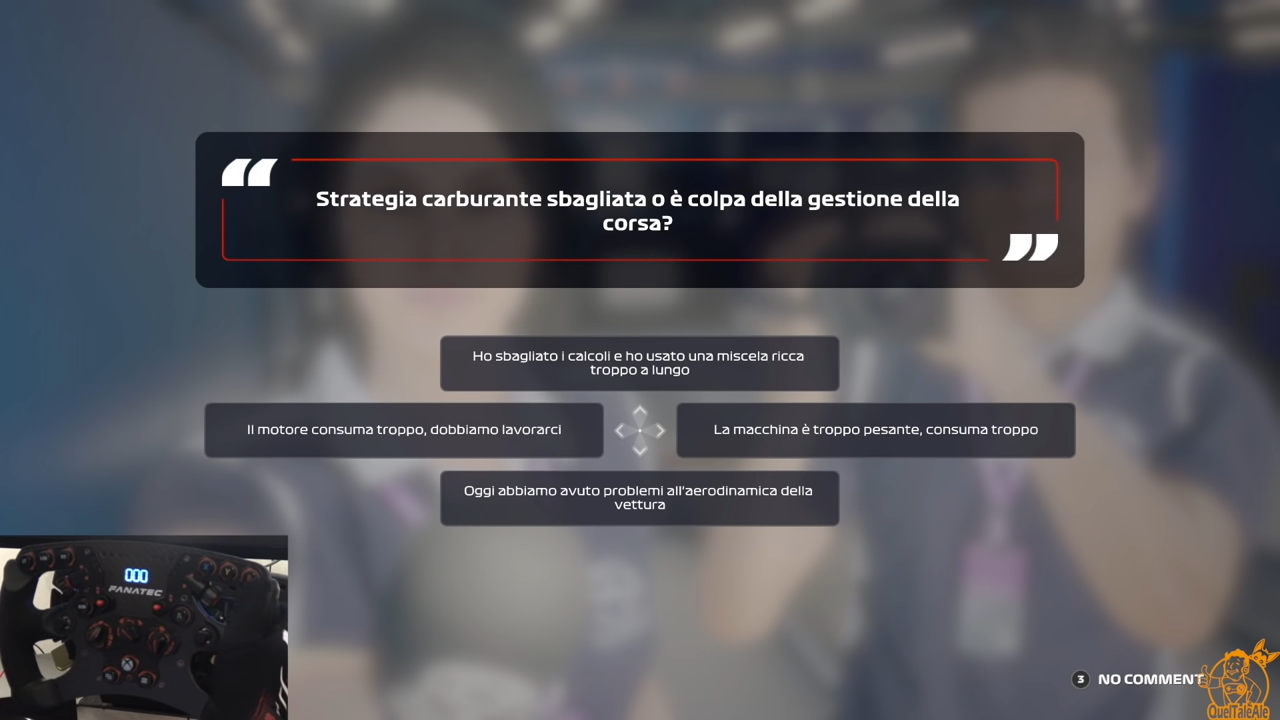 Strategia carburante sbagliata o è colpa della gestione della
corsa?
Ho sbagliato i calcoli e ho usato una miscela ricca
troppo a lungo
Il motore consuma troppo, dobbiamo lavorarci
La macchina è troppo pesante, consuma troppo
Oggi abbiamo avuto problemi all'aerodinamica della
vettura
000
FANATEC
3 NO COMMENT
QuelTaleAle